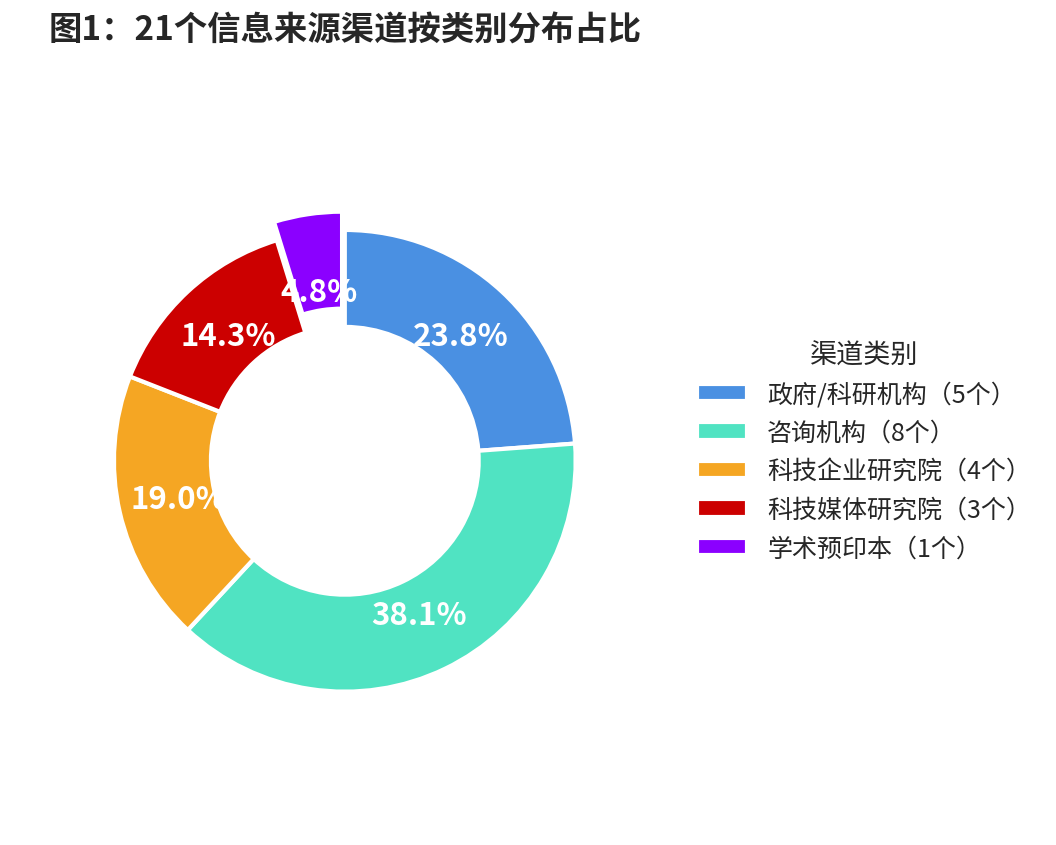 图1：21个信息来源渠道按类别分布占比
4.8%
14.3%
23.8%
19.0%
38.1%
渠道类别
政府/科研机构（5个）
咨询机构（8个）
科技企业研究院（4个）
科技媒体研究院（3个）
学术预印本（1个）